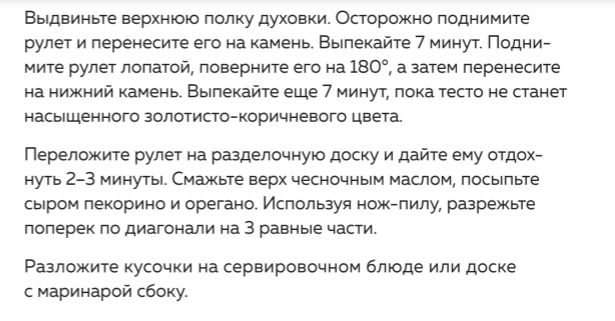 Выдвиньте верхнюю полку духовки. Осторожно поднимите
рулет и перенесите его на камень. Выпекайте 7 минут. Подни-
мите рулет лопатой, поверните его на 180°, а затем перенесите
на нижний камень. Выпекайте еще 7 минут, пока тесто не станет
насыщенного золотисто-коричневого цвета.
Переложите рулет на разделочную доску и дайте ему отдох-
нуть 2–3 минуты. Смажьте верх чесночным маслом, посыпьте
сыром пекорино и орегано. Используя нож-пилу, разрежьте
поперек по диагонали на 3 равные части.
Разложите кусочки на сервировочном блюде или доске
с маринарой сбоку.